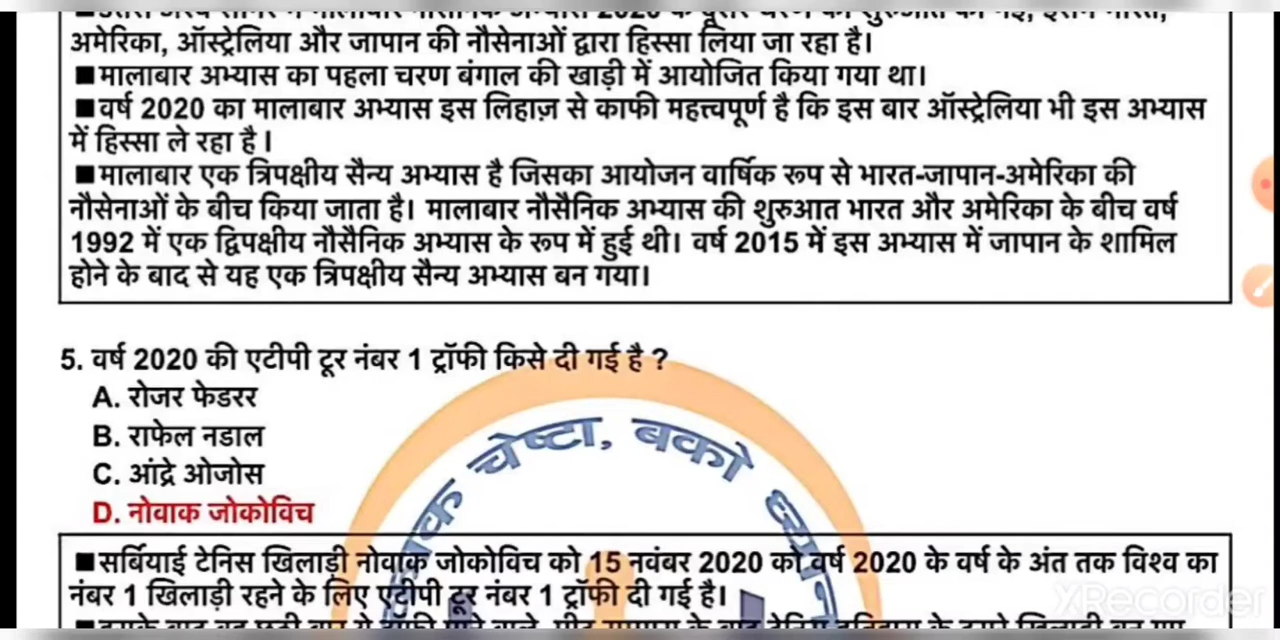 अमेरिका, ऑस्ट्रेलिया और जापान की नौसेनाओं द्वारा हिस्सा लिया जा रहा है।
■मालाबार अभ्यास का पहला चरण बंगाल की खाड़ी में आयोजित किया गया था।
■वर्ष 2020 का मालाबार अभ्यास इस लिहाज़ से काफी महत्त्वपूर्ण है कि इस बार ऑस्ट्रेलिया भी इस अभ्यास
में हिस्सा ले रहा है ।
■मालाबार एक त्रिपक्षीय सैन्य अभ्यास है जिसका आयोजन वार्षिक रूप से भारत-जापान-अमेरिका की
नौसेनाओं के बीच किया जाता है। मालाबार नौसैनिक अभ्यास की शुरुआत भारत और अमेरिका के बीच वर्ष
1992 में एक द्विपक्षीय नौसैनिक अभ्यास के रूप में हुई थी। वर्ष 2015 में इस अभ्यास में जापान के शामिल
होने के बाद से यह एक त्रिपक्षीय सैन्य अभ्यास बन गया।
5. वर्ष 2020 की एटीपी टूर नंबर 1 ट्रॉफी किसे दी गई है ?
A. रोजर फेडरर
B. राफेल नडाल
C. आंद्रे ओजोस
D. नोवाक जोकोविच
चेष्टा, बको ध्यान
■सर्बियाई टेनिस खिलाड़ी नोवाक जोकोविच को 15 नवंबर 2020 को वर्ष 2020 के वर्ष के अंत तक विश्व का
नंबर 1 खिलाड़ी रहने के लिए एटीपी टूर नंबर 1 ट्रॉफी दी गई है।
XRecorder